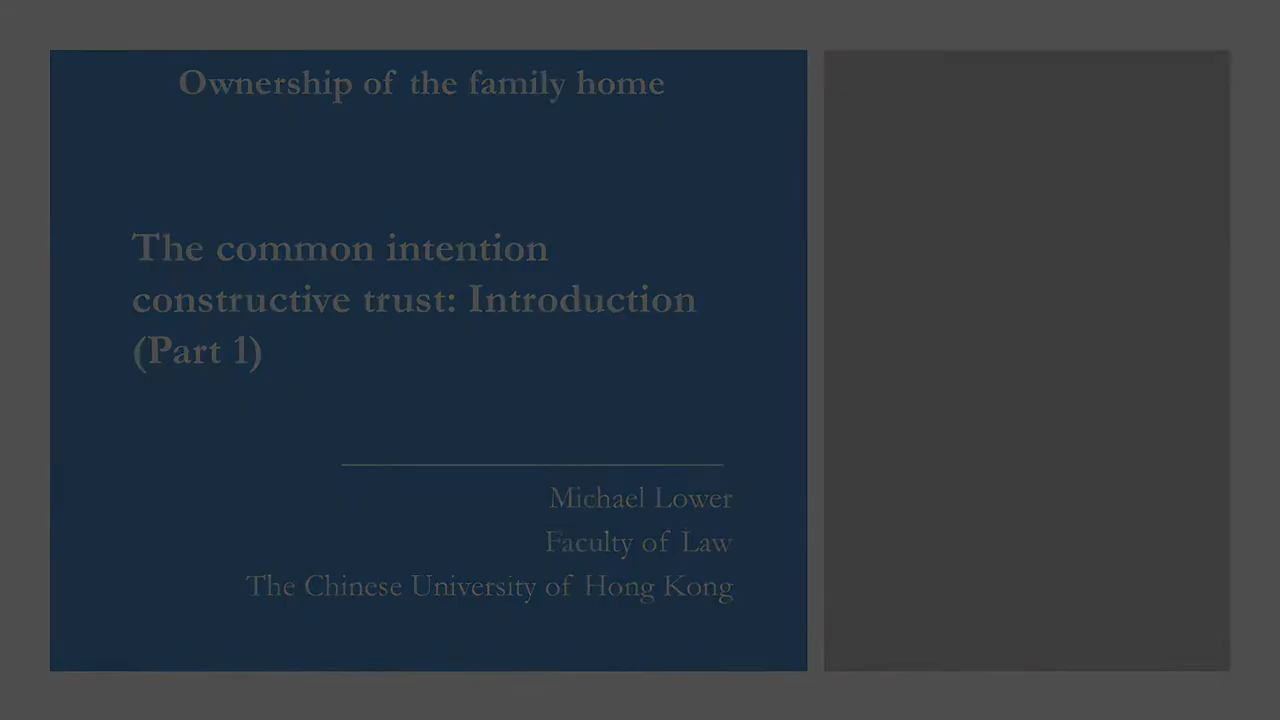 Ownership of the family home
The common intention
constructive trust: Introduction
(Part 1)
Michael Lower
Faculty of Law
The Chinese University of Hong Kong